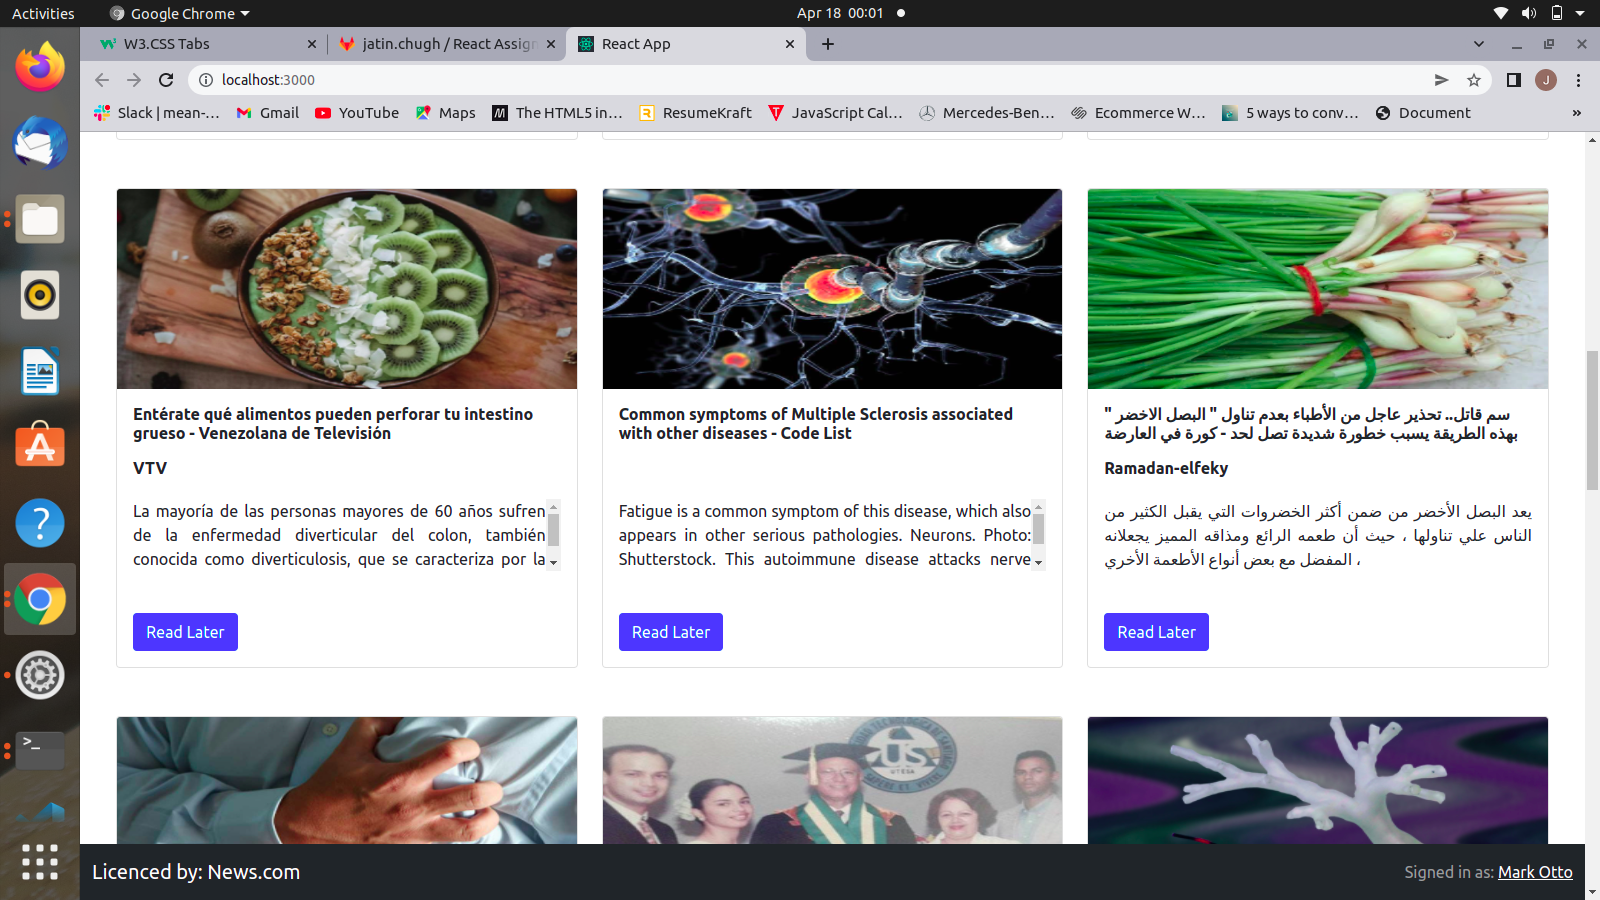 Activities
Google Chrome
Apr 18 00:01
W3.CSS Tabs
jatin.chugh / React Assig
React App
localhost:3000
J
Slack | mean-...
Gmail
YouTube
Maps
The HTML5 in...
ResumeKraft
JavaScript Cal...
Mercedes-Ben...
Ecommerce W...
5 ways to conv...
Document
»
Entérate qué alimentos pueden perforar tu intestino
grueso - Venezolana de Televisión
VTV
La mayoría de las personas mayores de 60 años sufren
de la enfermedad diverticular del colon, también
conocida como diverticulosis, que se caracteriza por la
Read Later
Common symptoms of Multiple Sclerosis associated
with other diseases - Code List
Fatigue is a common symptom of this disease, which also
appears in other serious pathologies. Neurons. Photo:
Shutterstock. This autoimmune disease attacks nerve
Read Later
سم قاتل.. تحذير عاجل من الأطباء بعدم تناول " البصل الاخضر "
بهذه الطريقة يسبب خطورة شديدة تصل لحد - كورة في العارضة
Ramadan-elfeky
يعد البصل الأخضر من ضمن أكثر الخضروات التي يقبل الكثير من
الناس علي تناولها ، حيث أن طعمه الرائع ومذاقه المميز يجعلانه
المفضل مع بعض أنواع الأطعمة الأخري ،
Read Later
UTESA
Licenced by: News.com
Signed in as: Mark Otto